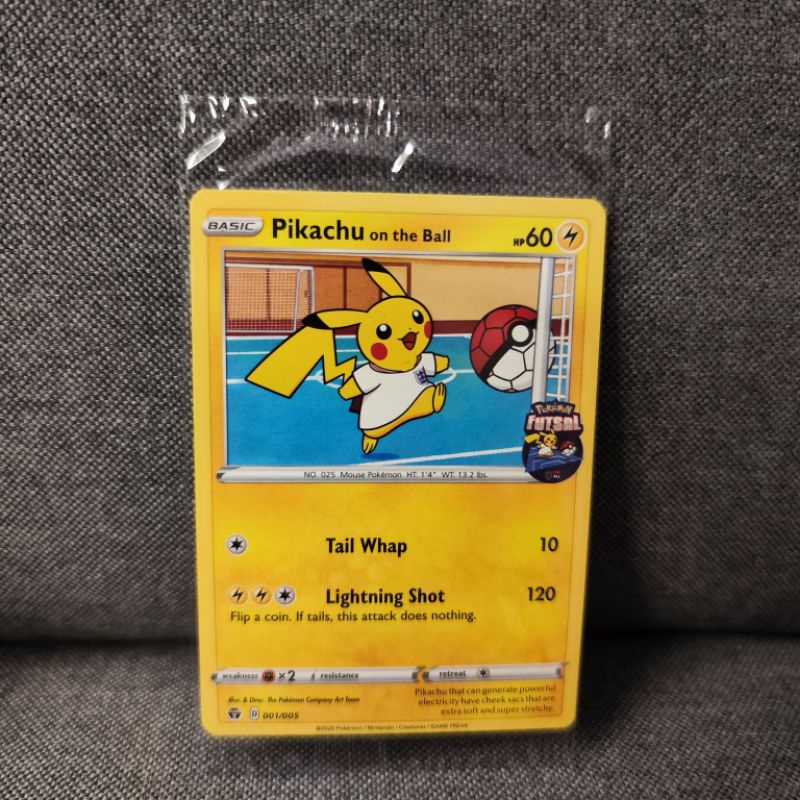 BASIC Pikachu on the Ball HP 60
POKéMON
FUTSAL
NO. 025 Mouse Pokémon HT: 1'4" WT: 13.2 lbs.
Tail Whap 10
Lightning Shot 120
Flip a coin. If tails, this attack does nothing.
weakness ×2 resistance retreat
Illus. & Direc. The Pokémon Company Art Team
Pikachu that can generate powerful
electricity have cheek sacs that are
extra soft and super stretchy.
D 001/005
©2020 Pokémon / Nintendo / Creatures / GAME FREAK